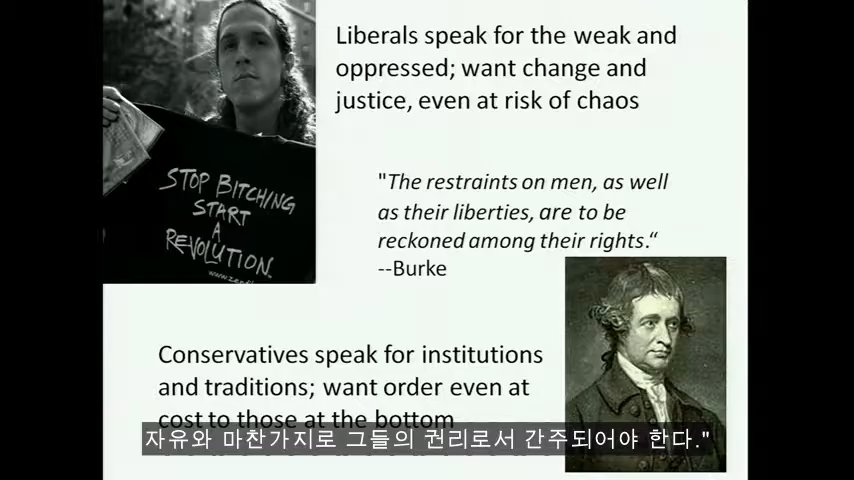 Liberals speak for the weak and
oppressed; want change and
justice, even at risk of chaos
STOP BITCHING
START
A
REVOLUTION.
"The restraints on men, as well
as their liberties, are to be
reckoned among their rights.“
--Burke
Conservatives speak for institutions
and traditions; want order even at
cost to those at the bottom
자유와 마찬가지로 그들의 권리로서 간주되어야 한다."